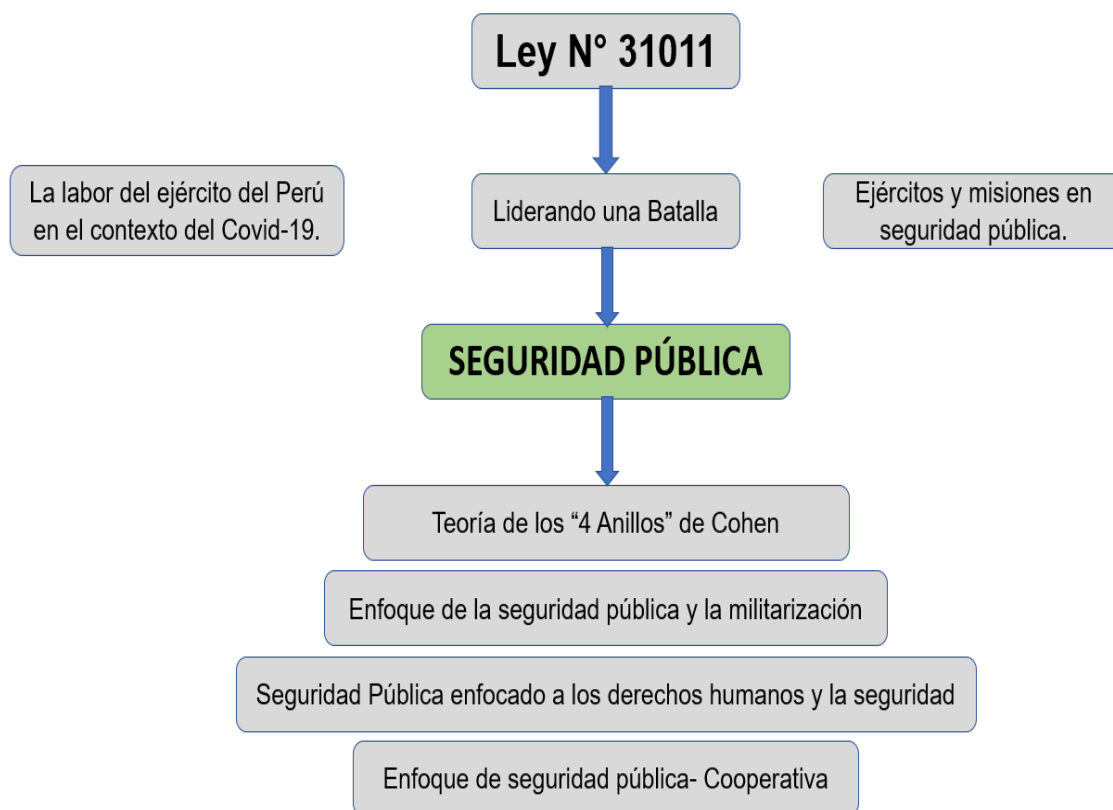 Ley N° 31011
La labor del ejército del Perú
en el contexto del Covid-19.
Liderando una Batalla
Ejércitos y misiones en
seguridad pública.
SEGURIDAD PÚBLICA
Teoría de los “4 Anillos” de Cohen
Enfoque de la seguridad pública y la militarización
Seguridad Pública enfocado a los derechos humanos y la seguridad
Enfoque de seguridad pública- Cooperativa